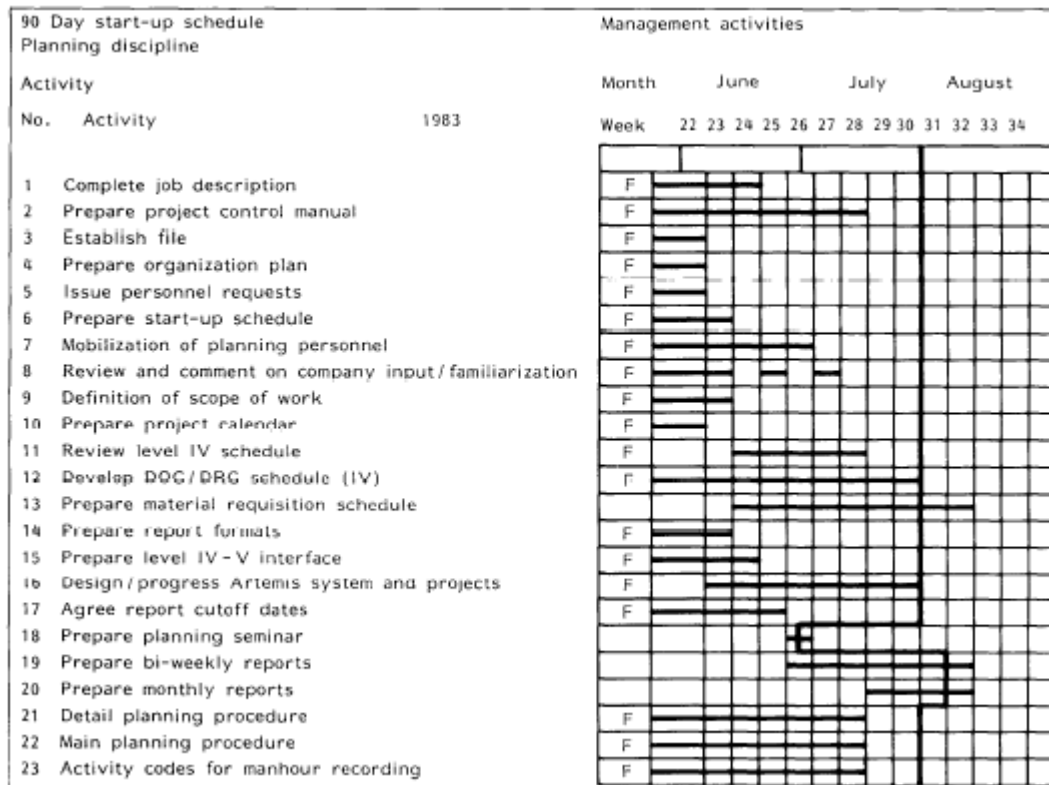 90 Day start-up schedule Management activities
Planning discipline
Activity Month June July August
No. Activity 1983 Week 22 23 24 25 26 27 28 29 30 31 32 33 34
1 Complete job description F
2 Prepare project control manual F
3 Establish file F
4 Prepare organization plan F
5 Issue personnel requests F
6 Prepare start-up schedule F
7 Mobilization of planning personnel F
8 Review and comment on company input/familiarization F
9 Definition of scope of work F
10 Prepare project calendar F
11 Review level IV schedule F
12 Develop DOC/DRG schedule (IV) F
13 Prepare material requisition schedule
14 Prepare report formats F
15 Prepare level IV-V interface F
16 Design/progress Artemis system and projects F
17 Agree report cutoff dates F
18 Prepare planning seminar
19 Prepare bi-weekly reports
20 Prepare monthly reports
21 Detail planning procedure F
22 Main planning procedure F
23 Activity codes for manhour recording F